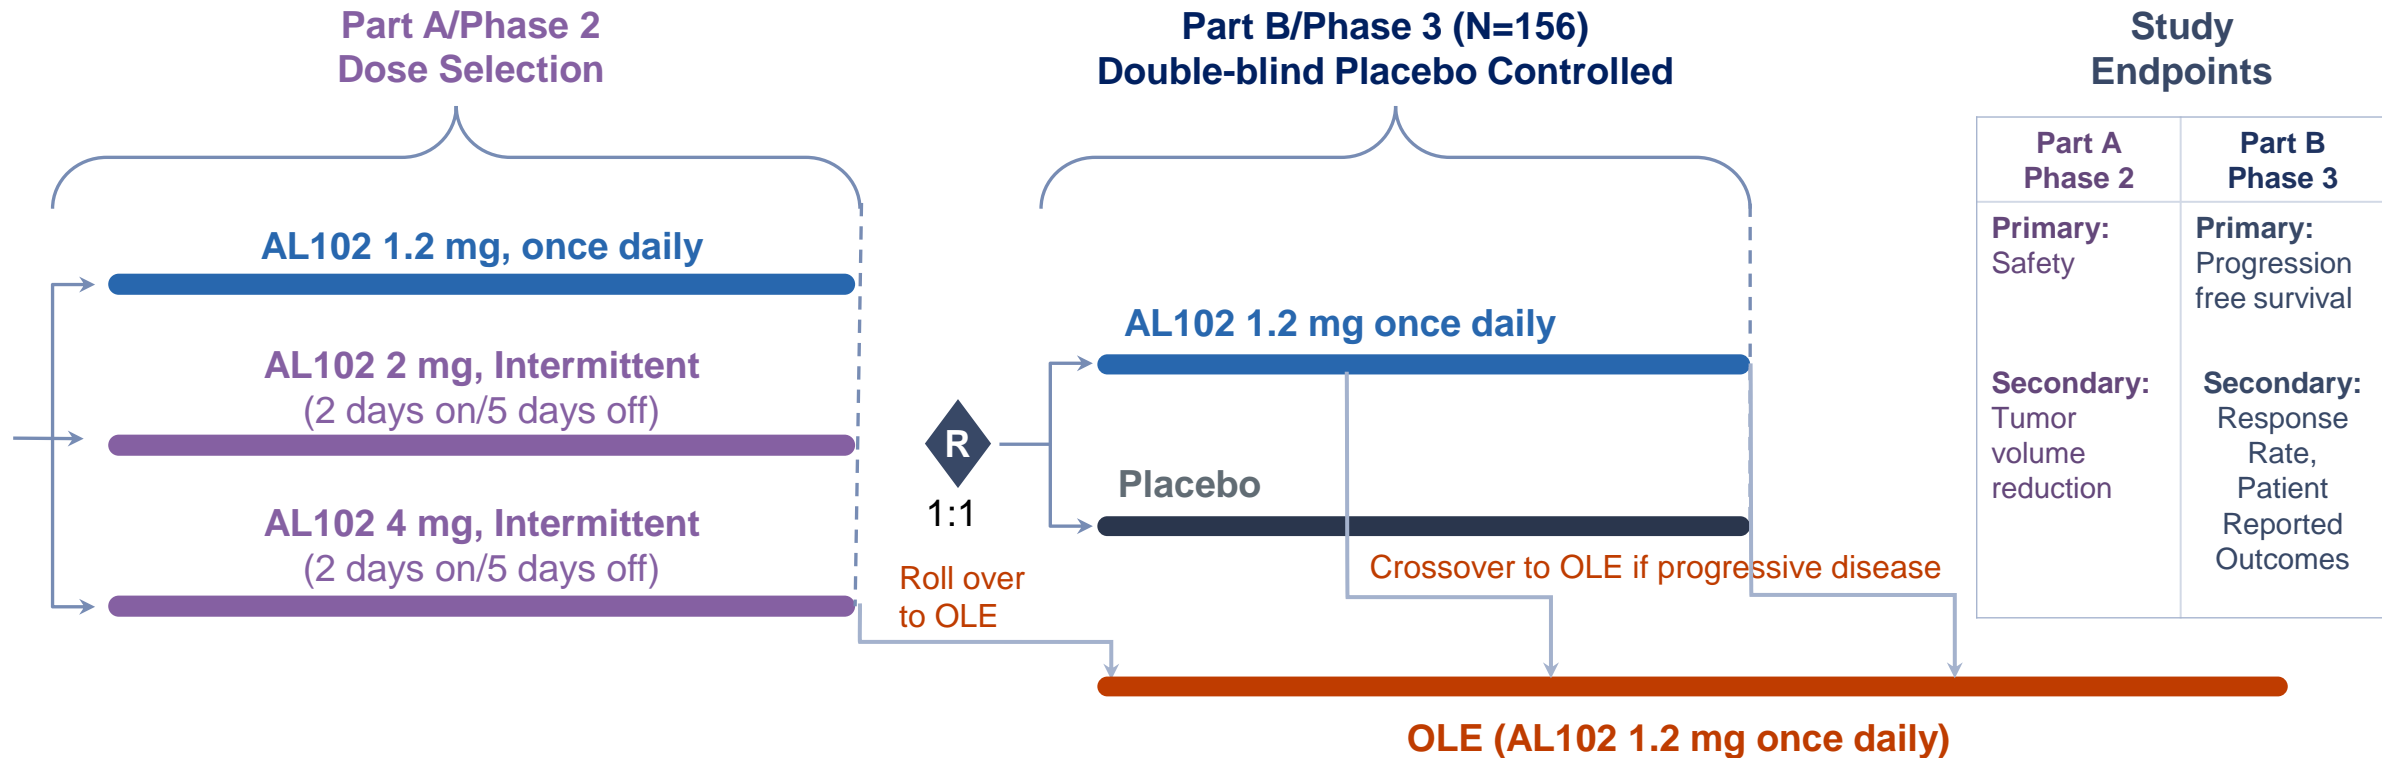 Part A/Phase 2
Dose Selection
AL102 1.2 mg, once daily
AL102 2 mg, Intermittent
(2 days on/5 days off)
AL102 4 mg, Intermittent
(2 days on/5 days off)
Roll over
to OLE
Part B/Phase 3 (N=156)
Double-blind Placebo Controlled
R
1:1
AL102 1.2 mg once daily
Placebo
Crossover to OLE if progressive disease
OLE (AL102 1.2 mg once daily)
Study
Endpoints
Part A
Phase 2
Part B
Phase 3
Primary:
Safety
Primary:
Progression
free survival
Secondary:
Tumor
volume
reduction
Secondary:
Response
Rate,
Patient
Reported
Outcomes